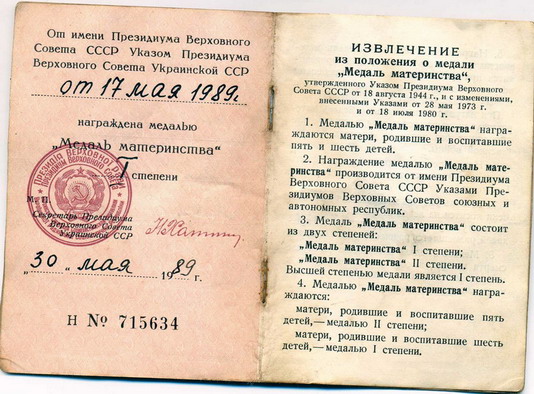 От имени Президиума Верховного
Совета СССР Указом Президиума
Верховного Совета Украинской ССР
от 17 мая 1989г.
награждена медалью
„Медаль материнства“
I степени
М. П.
Секретарь Президиума
Верховного Совета
Украинской ССР
„30“ мая 1989 г.
Н № 715634
ИЗВЛЕЧЕНИЕ
из положения о медали
„Медаль материнства“,
утвержденного Указом Президиума Верховного
Совета СССР от 18 августа 1944 г., и с изменениями,
внесенными Указами от 28 мая 1973 г.
и от 18 июля 1980 г.
1. Медалью „Медаль материнства“ награ-
ждаются матери, родившие и воспитавшие
пять и шесть детей.
2. Награждение медалью „Медаль мате-
ринства“ производится от имени Президиума
Верховного Совета СССР Указами Пре-
зидиумов Верховных Советов союзных и
автономных республик.
3. Медаль „Медаль материнства“ состоит
из двух степеней:
„Медаль материнства“ I степени;
„Медаль материнства“ II степени.
Высшей степенью медали является I степень.
4. Медалью „Медаль материнства“ награ-
ждаются:
матери, родившие и воспитавшие пять
детей,—медалью II степени;
матери, родившие и воспитавшие шесть
детей,—медалью I степени.